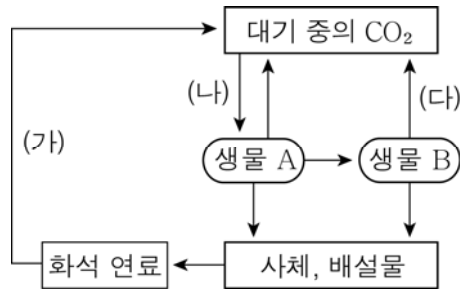 대기 중의 CO₂
(나)
(다)
(가)
생물 A
생물 B
화석 연료
사체, 배설물